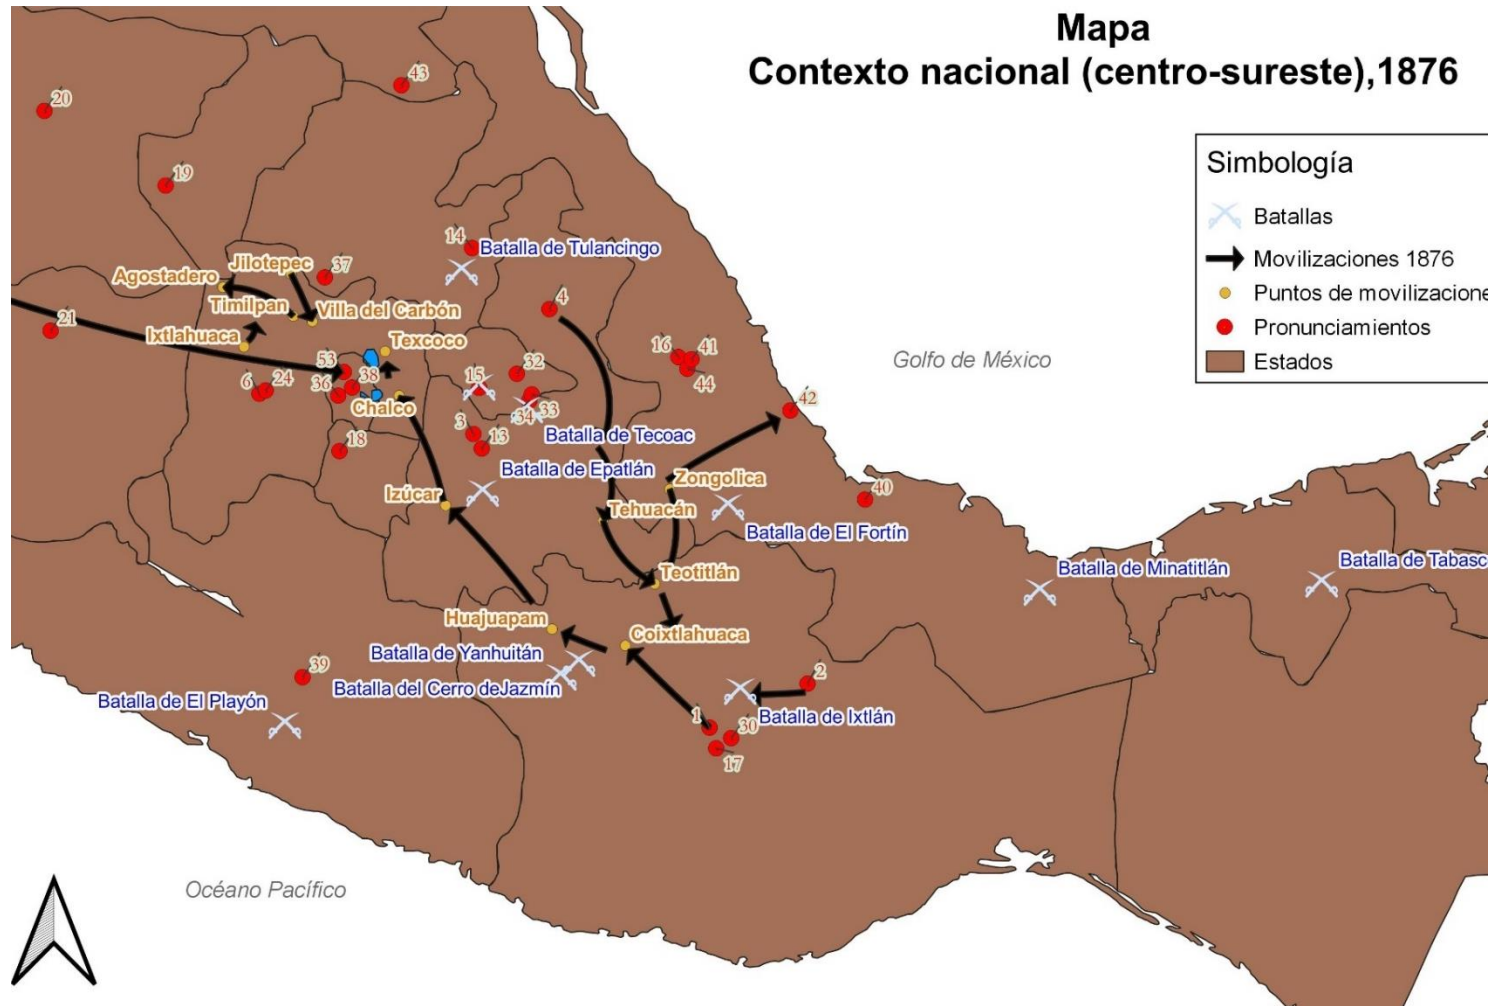 Mapa
Contexto nacional (centro-sureste),1876
43
20
19
14
Batalla de Tulancingo
Simbología
Batallas
Movilizaciones 1876
Puntos de movilizacione
Pronunciamientos
Estados
Jilotepec
Agostadero
37
Timilpan
Villa del Carbón
4
21
Ixtlahuaca
Texcoco
Golfo de México
53
32
16
41
44
6
24
36
38
15
Chalco
34
33
42
3
13
Batalla de Tecoac
18
Batalla de Epatlán
Zongolica
Izúcar
Tehuacán
40
Batalla de El Fortín
Teotitlán
Batalla de Minatitlán
Batalla de Tabasc
Huajuapam
Coixtlahuaca
Batalla de Yanhuitán
39
Batalla del Cerro deJazmín
2
Batalla de El Playón
1
30
Batalla de Ixtlán
17
Océano Pacífico